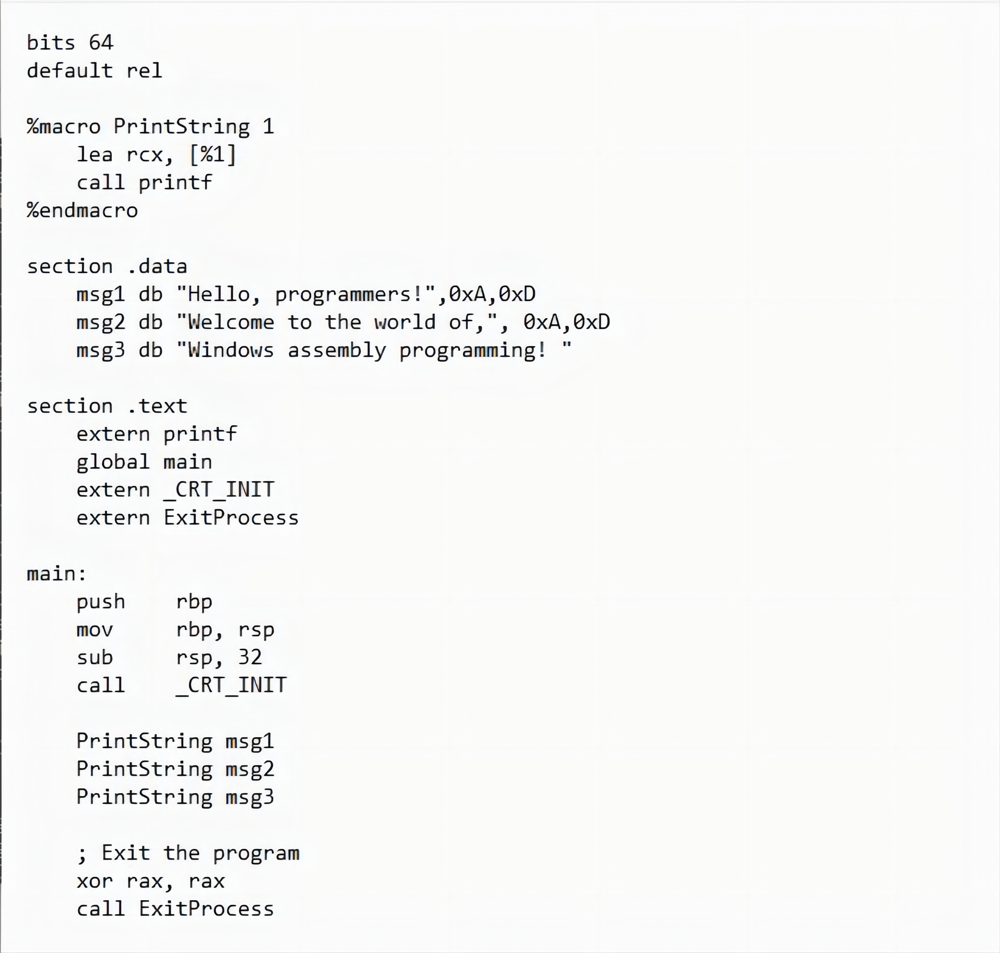 bits 64
default rel
%macro PrintString 1
lea rcx, [%1]
call printf
%endmacro
section .data
msg1 db "Hello, programmers!",0xA,0xD
msg2 db "Welcome to the world of,", 0xA,0xD
msg3 db "Windows assembly programming! "
section .text
extern printf
global main
extern _CRT_INIT
extern ExitProcess
main:
push rbp
mov rbp, rsp
sub rsp, 32
call _CRT_INIT
PrintString msg1
PrintString msg2
PrintString msg3
; Exit the program
xor rax, rax
call ExitProcess